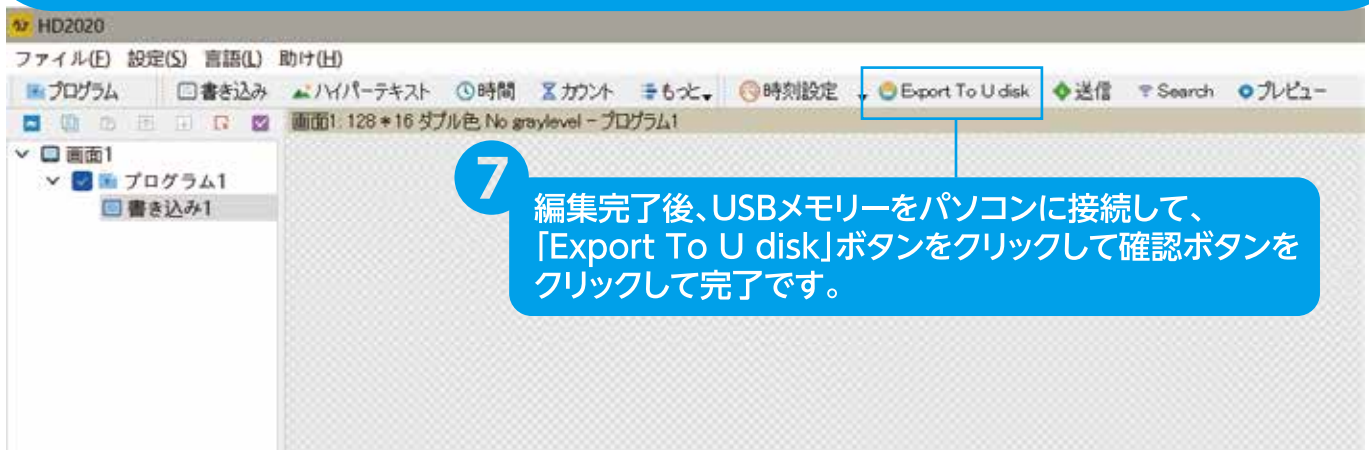 HD2020
ファイル(F) 設定(S) 言語(L) 助け(H)
プログラム 書き込み ハイパーテキスト 時間 カウント もっと 時刻設定 Export To U disk 送信 Search プレビュー
画面1: 128*16 ダブル色 No graylevel - プログラム1
画面1
プログラム1
書き込み1
7
編集完了後、USBメモリーをパソコンに接続して、
「Export To U disk」ボタンをクリックして確認ボタンを
クリックして完了です。